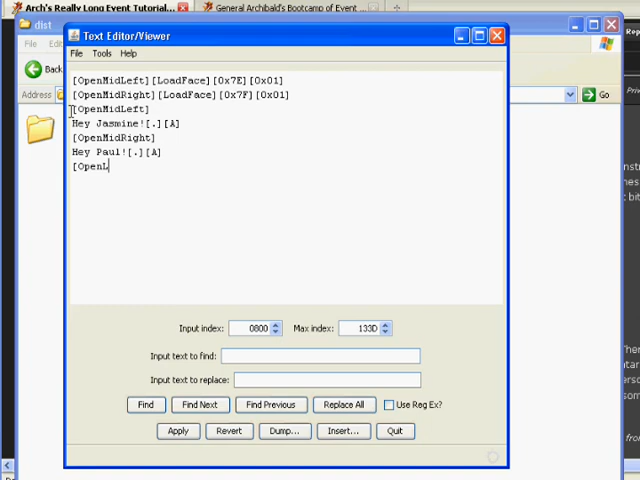 Arch's Really Long Event Tutorial...
General Archibald's Bootcamp of Event
dist
Text Editor/Viewer
File Tools Help
[OpenMidLeft][LoadFace][0x7E][0x01]
[OpenMidRight][LoadFace][0x7F][0x01]
[OpenMidLeft]
Hey Jasmine![.][A]
[OpenMidRight]
Hey Paul![.][A]
[OpenL
File
Back
Address
Go
Input index: 0800 Max index: 133D
Input text to find:
Input text to replace:
Find Find Next Find Previous Replace All Use Reg Ex?
Apply Revert Dump... Insert... Quit